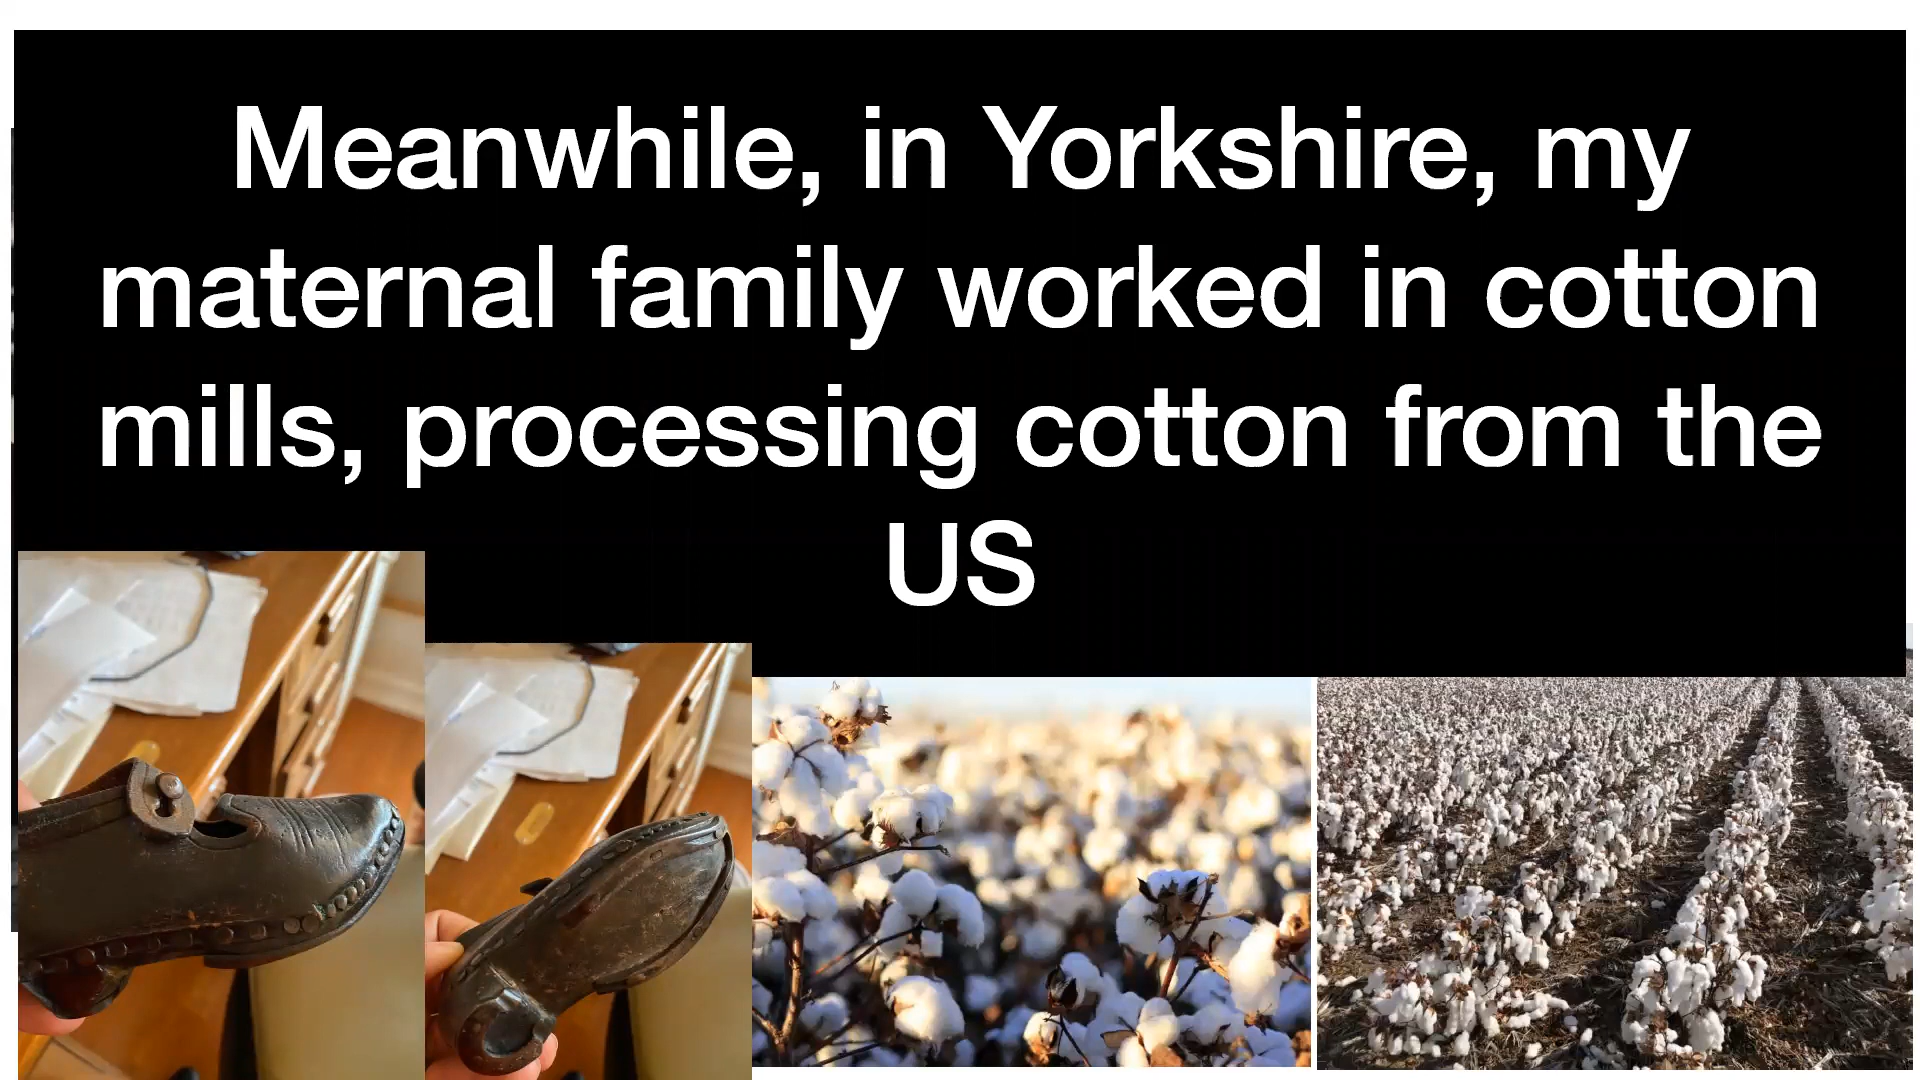 Meanwhile, in Yorkshire, my
maternal family worked in cotton
mills, processing cotton from the
US